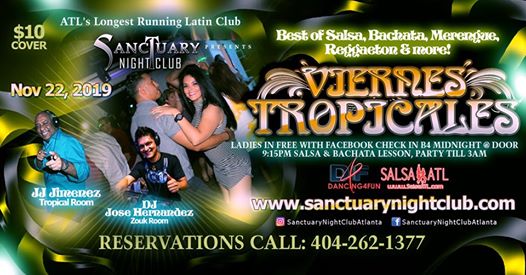 ATL's Longest Running Latin Club
$10
COVER
SANCTUARY
PRESENTS
NIGHT CLUB
Nov 22, 2019
Best of Salsa, Bachata, Merengue,
Reggaeton & more!
VIERNES
TROPICALES
LADIES IN FREE WITH FACEBOOK CHECK IN B4 MIDNIGHT @ DOOR
9:15PM SALSA & BACHATA LESSON, PARTY TILL 3AM
JJ Jimenez
Tropical Room
DJ
Jose Hernandez
Zouk Room
DANCING4FUN
SALSA ATL
www.SalsaATL.com
www.sanctuarynightclub.com
SanctuaryNightClubAtlanta
SanctuaryNightClubAtlanta
RESERVATIONS CALL: 404-262-1377